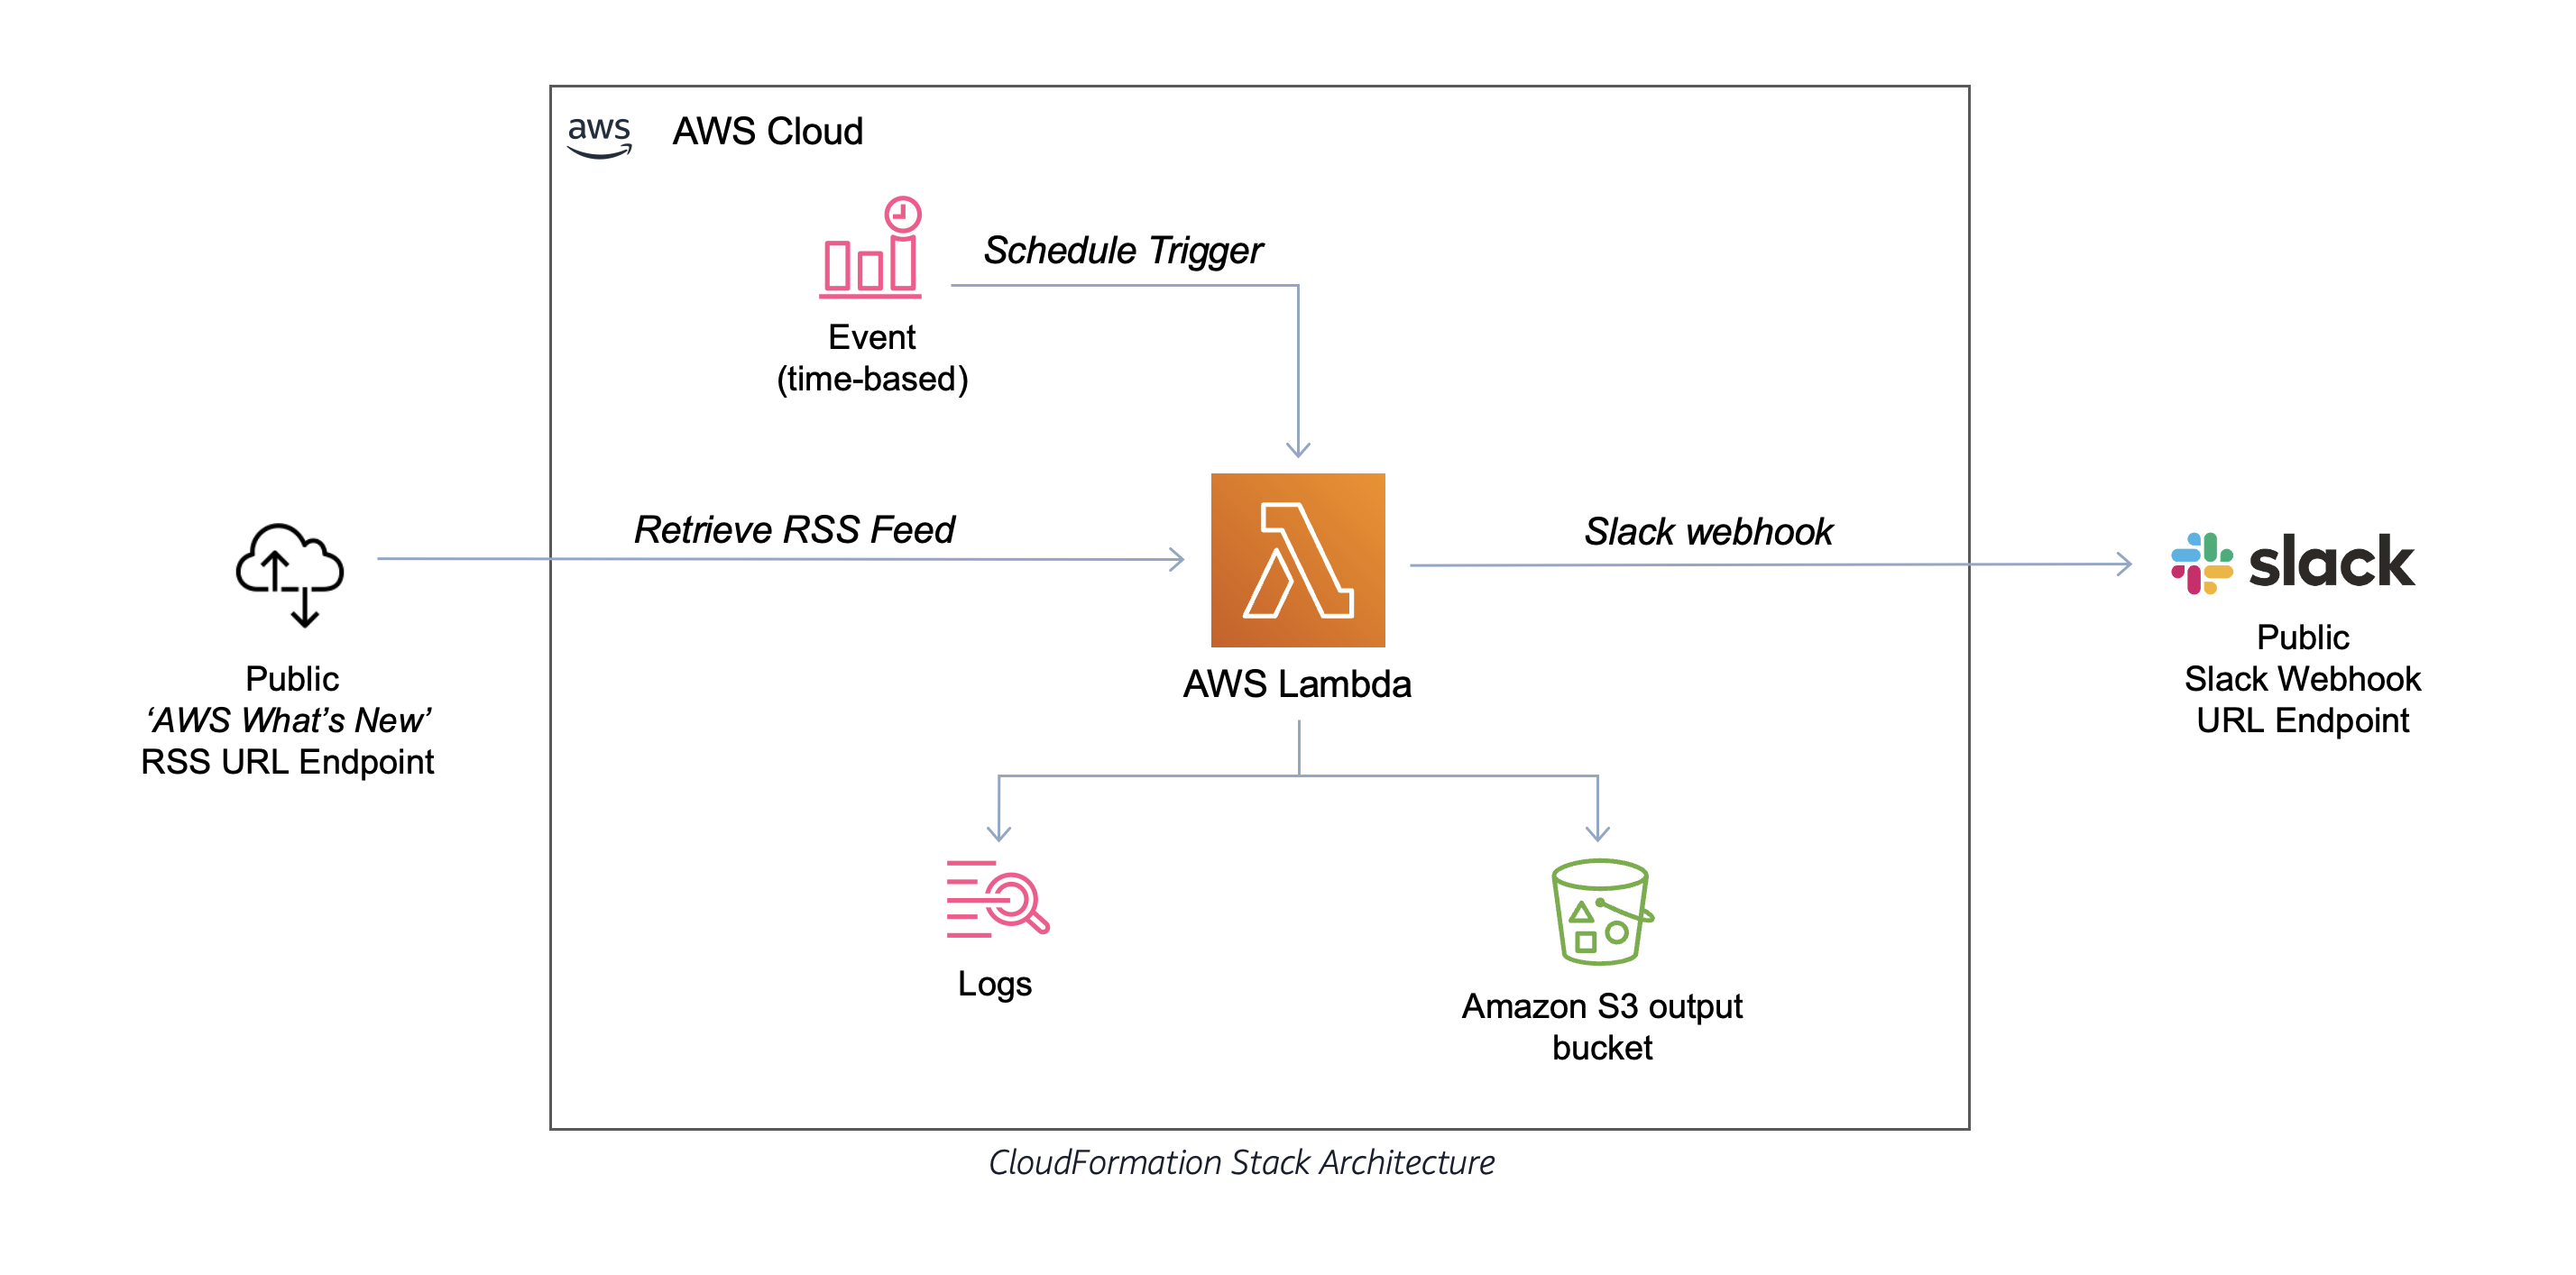 aws
AWS Cloud
Schedule Trigger
Event
(time-based)
Retrieve RSS Feed
Slack webhook
slack
Public
‘AWS What’s New’
RSS URL Endpoint
AWS Lambda
Public
Slack Webhook
URL Endpoint
Logs
Amazon S3 output
bucket
CloudFormation Stack Architecture